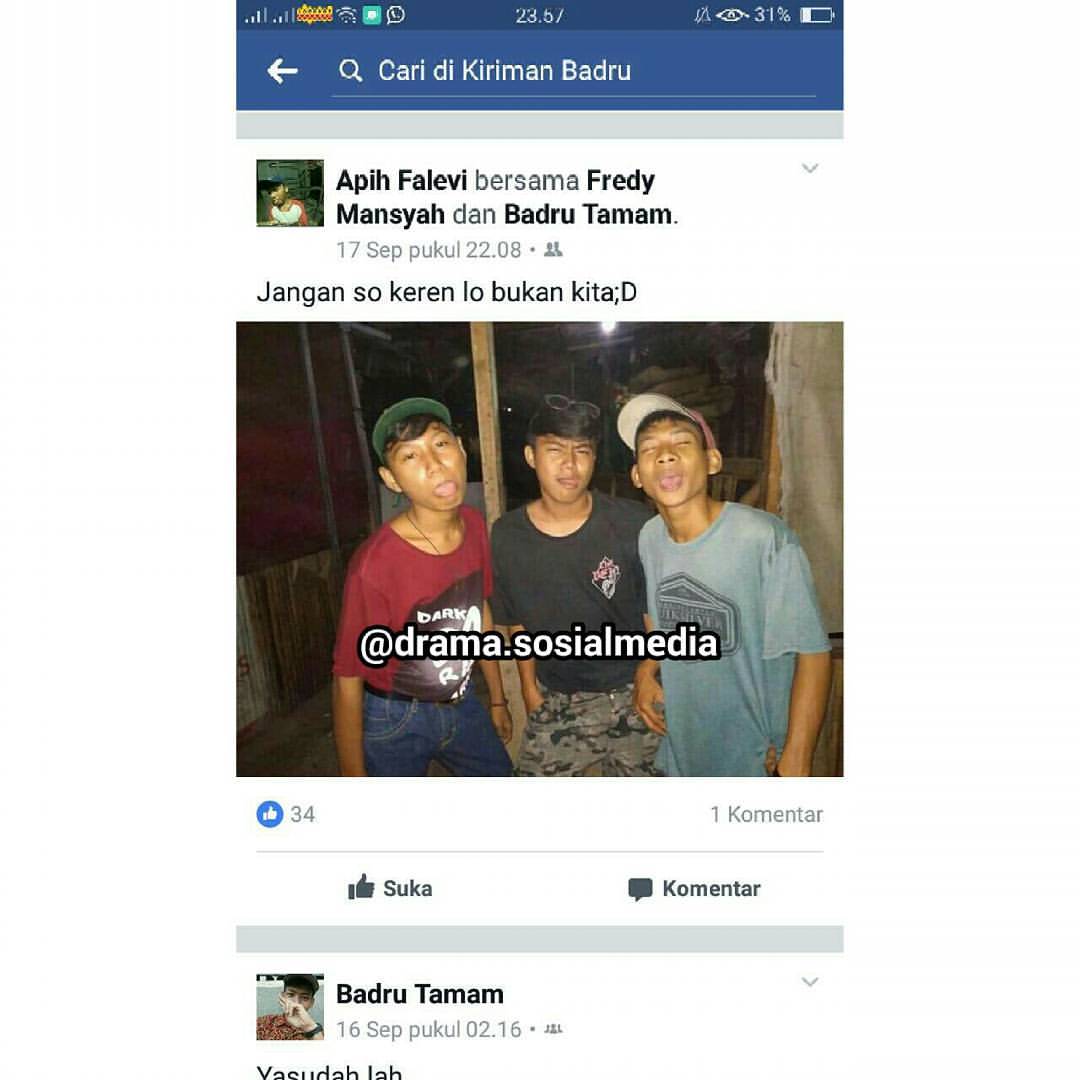 23.57
31%
Cari di Kiriman Badru
Apih Falevi bersama Fredy
Mansyah dan Badru Tamam.
17 Sep pukul 22.08
Jangan so keren lo bukan kita;D
DARK
@drama.sosialmedia
34
1 Komentar
Suka
Komentar
Badru Tamam
16 Sep pukul 02.16
Yasudah lah